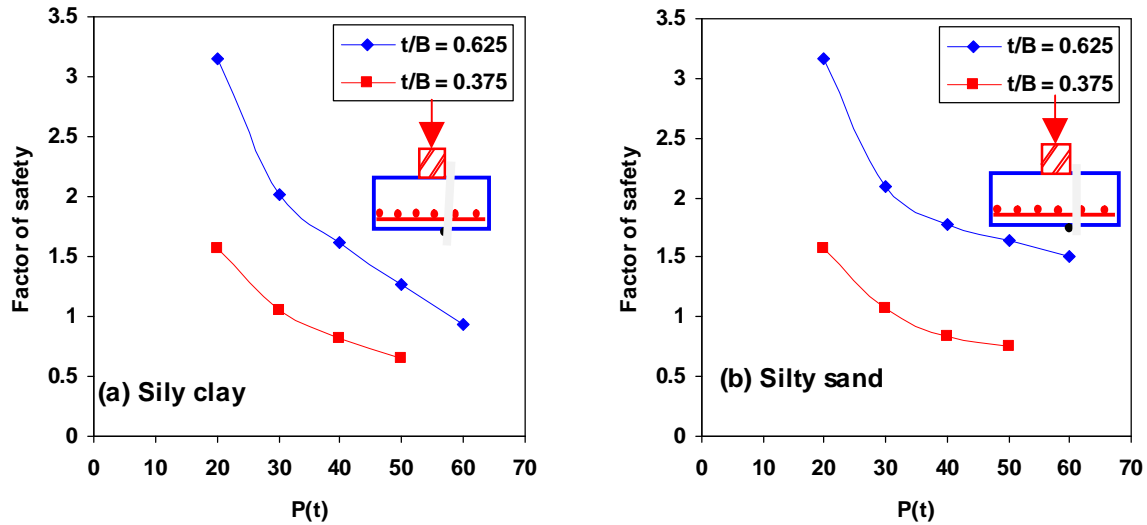 3.5
3
2.5
2
1.5
1
0.5
0
0 10 20 30 40 50 60 70
P(t)
Factor of safety
t/B = 0.625
t/B = 0.375
(a) Sily clay
3.5
3
2.5
2
1.5
1
0.5
0
0 10 20 30 40 50 60 70
P(t)
Factor of safety
t/B = 0.625
t/B = 0.375
(b) Silty sand